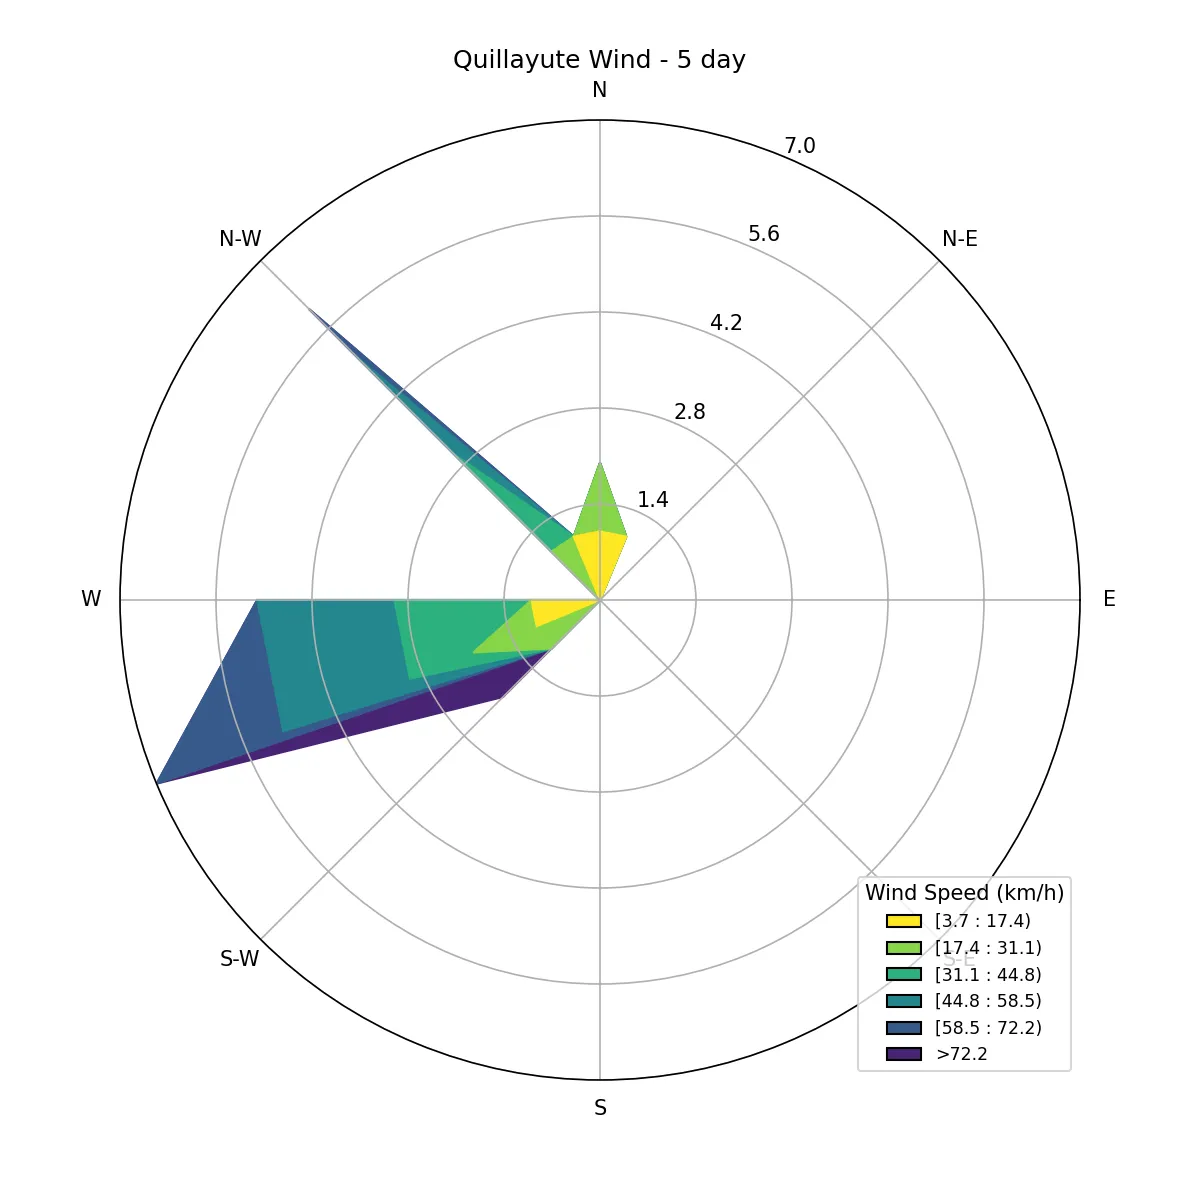 Quillayute Wind - 5 day
N
7.0
N-W
5.6
N-E
4.2
2.8
1.4
W
E
S-W
S-E
S
Wind Speed (km/h)
[3.7 : 17.4)
[17.4 : 31.1)
[31.1 : 44.8)
[44.8 : 58.5)
[58.5 : 72.2)
>72.2